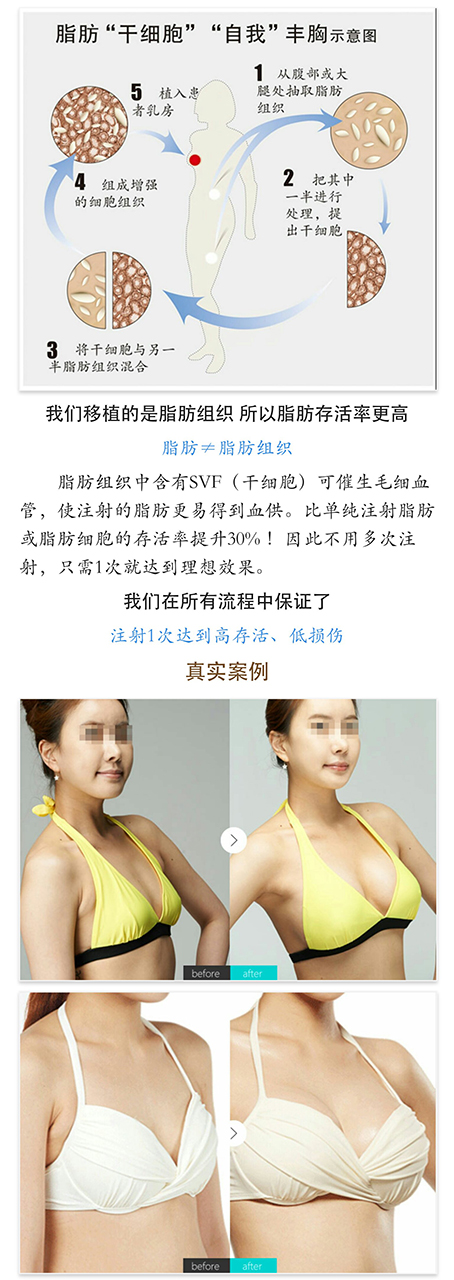 脂肪“干细胞”“自我”丰胸示意图
1 从腹部或大
腿处抽取脂肪
组织
2 把其中
一半进行
处理，提
出干细胞
3 将干细胞与另一
半脂肪组织混合
4 组成增强
的细胞组织
5 植入患
者乳房
我们移植的是脂肪组织 所以脂肪存活率更高
脂肪≠脂肪组织
脂肪组织中含有SVF（干细胞）可催生毛细血
管，使注射的脂肪更易得到血供。比单纯注射脂肪
或脂肪细胞的存活率提升30%！因此不用多次注
射，只需1次就达到理想效果。
我们在所有流程中保证了
注射1次达到高存活、低损伤
真实案例
before
after
before
after